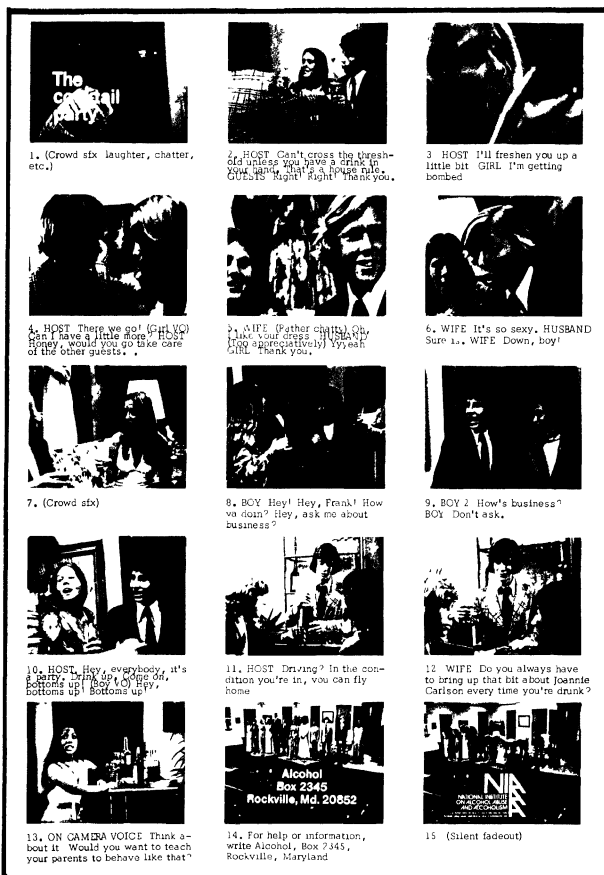 The
cocktail
party
1. (Crowd sfx laughter, chatter,
etc.)
2. HOST Can't cross the thresh-
old unless you have a drink in
your hand. That's a house rule.
GUESTS Right! Right! Thank you.
3 HOST I'll freshen you up a
little bit GIRL I'm getting
bombed
4. HOST There we go! (Girl VO)
Can I have a little more? HOST
Honey, would you go take care
of the other guests. .
5. WIFE (Rather chatty) Oh,
I like your dress HUSBAND
(Too appreciatively) Yyyeah
GIRL Thank you.
6. WIFE It's so sexy. HUSBAND
Sure is. WIFE Down, boy!
7. (Crowd sfx)
8. BOY Hey! Hey, Frank! How
ya doin? Hey, ask me about
business?
9. BOY 2 How's business?
BOY Don't ask.
10. HOST. Hey, everybody, it's
a party. Drink up. Come on,
bottoms up! (Boy VO) Hey,
bottoms up! Bottoms up!
11. HOST Driving? In the con-
dition you're in, you can fly
home
12 WIFE Do you always have
to bring up that bit about Joannie
Carlson every time you're drunk?
13. ON CAMERA VOICE Think a-
bout it Would you want to teach
your parents to behave like that?
Alcohol
Box 2345
Rockville, Md. 20852
14. For help or information,
write Alcohol, Box 2345,
Rockville, Maryland
NIAAA
NATIONAL INSTITUTE
ON ALCOHOL ABUSE
AND ALCOHOLISM
15 (Silent fadeout)